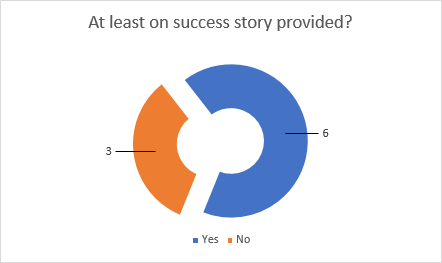 At least on success story provided?
6
3
Yes No